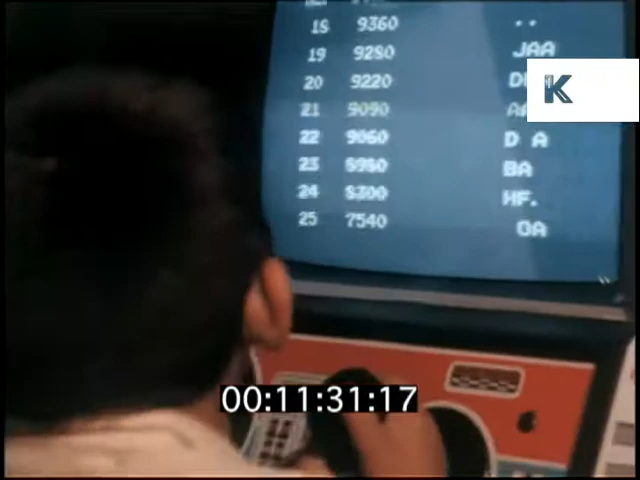 18 9360 ..
19 9280 JAA
20 9220
21 9090
22 9060 D A
23 8980 BA
24 8300 HF.
25 7540 OA
K
00:11:31:17